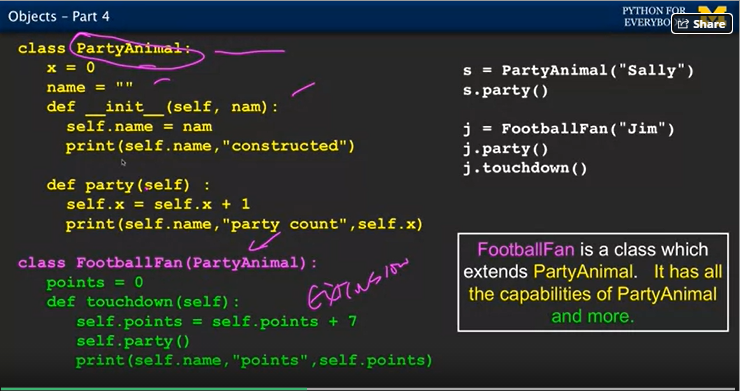 Objects – Part 4
PYTHON FOR
EVERYBO
Share
class PartyAnimal:
x = 0
name = ""
def __init__(self, nam):
self.name = nam
print(self.name,"constructed")
def party(self) :
self.x = self.x + 1
print(self.name,"party count",self.x)
class FootballFan(PartyAnimal):
points = 0
def touchdown(self):
self.points = self.points + 7
self.party()
print(self.name,"points",self.points)
Extension
s = PartyAnimal("Sally")
s.party()
j = FootballFan("Jim")
j.party()
j.touchdown()
FootballFan is a class which
extends PartyAnimal. It has all
the capabilities of PartyAnimal
and more.